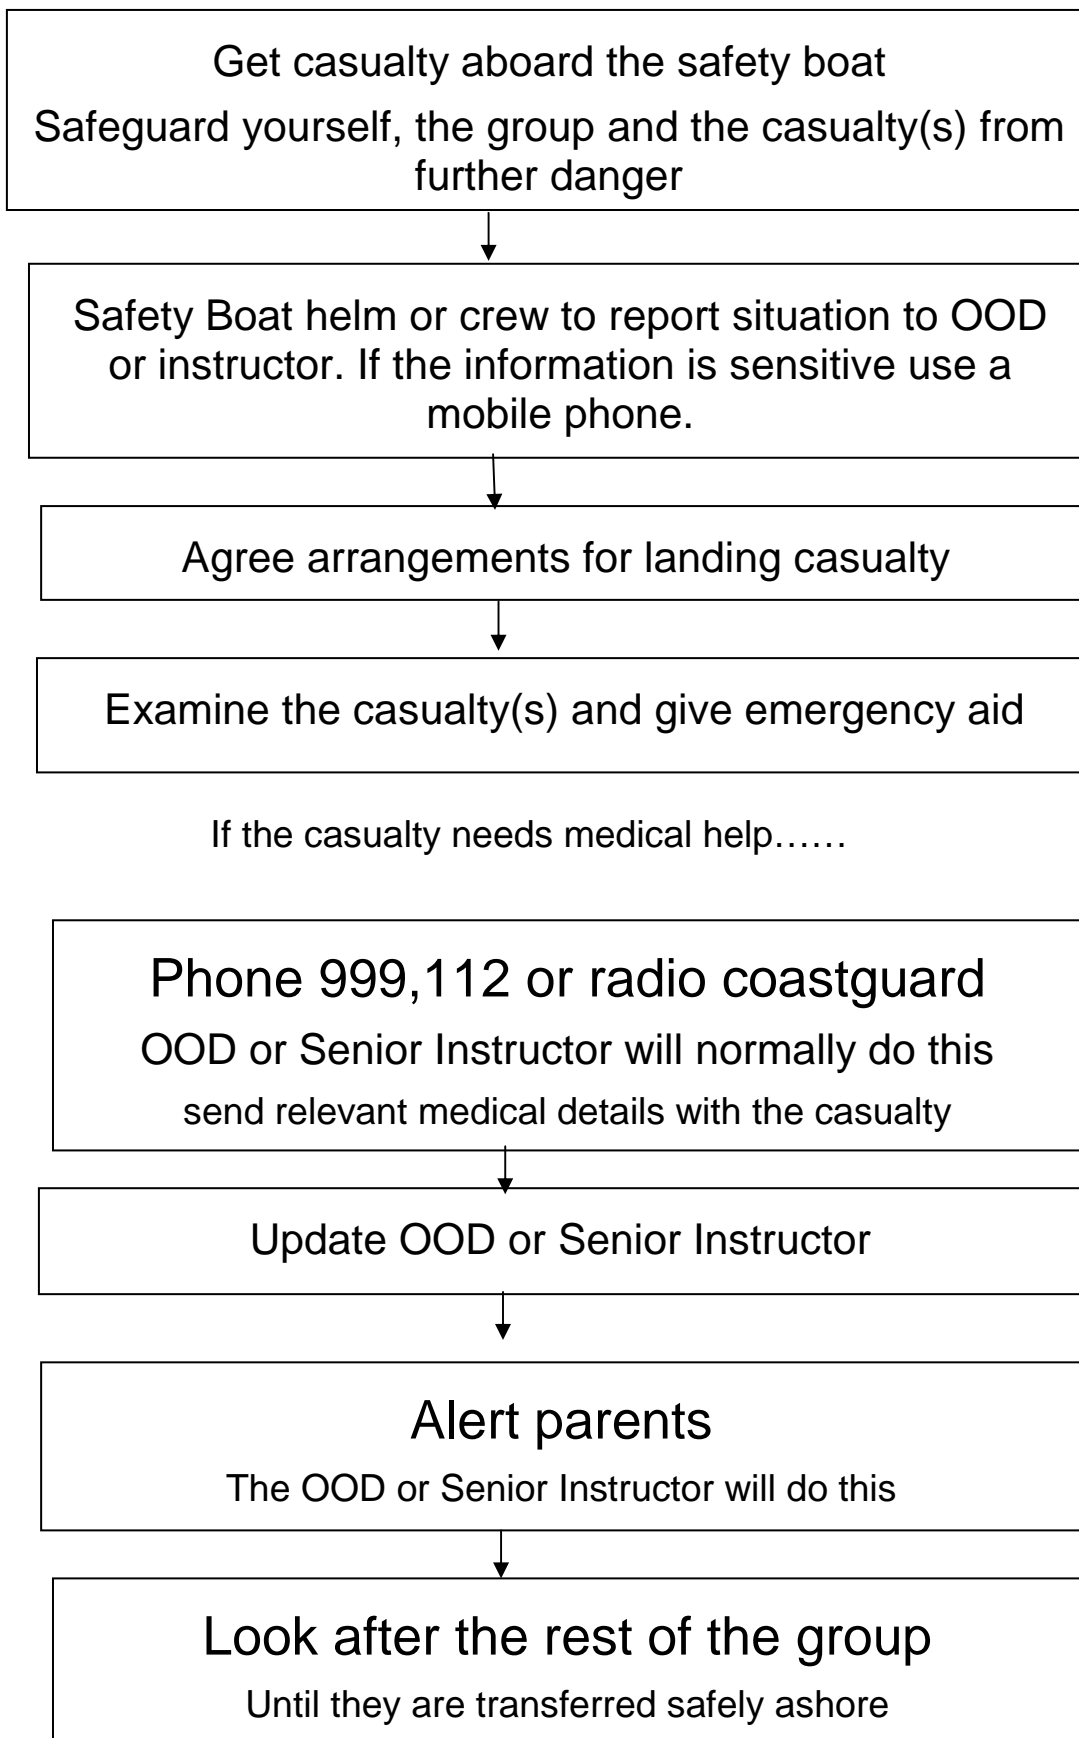 Get casualty aboard the safety boat
Safeguard yourself, the group and the casualty(s) from
further danger
Safety Boat helm or crew to report situation to OOD
or instructor. If the information is sensitive use a
mobile phone.
Agree arrangements for landing casualty
Examine the casualty(s) and give emergency aid
If the casualty needs medical help……
Phone 999,112 or radio coastguard
OOD or Senior Instructor will normally do this
send relevant medical details with the casualty
Update OOD or Senior Instructor
Alert parents
The OOD or Senior Instructor will do this
Look after the rest of the group
Until they are transferred safely ashore